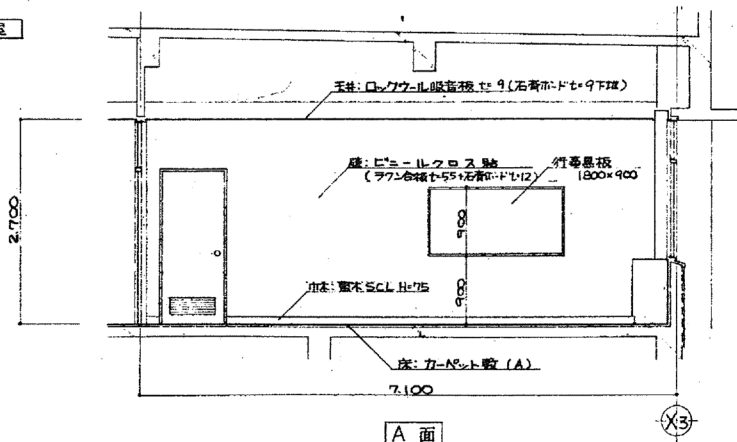 天井: ロックウール吸音板 t= 9 (石膏ボード t=9下地)
壁: ビニールクロス貼
(ラワン合板 t=5.5+石膏ボード t=12)
行事黒板
1800×900
2.700
900
900
巾木: 堅木 SCL H=75
床: カーペット敷 (A)
7.100
A 面
X3